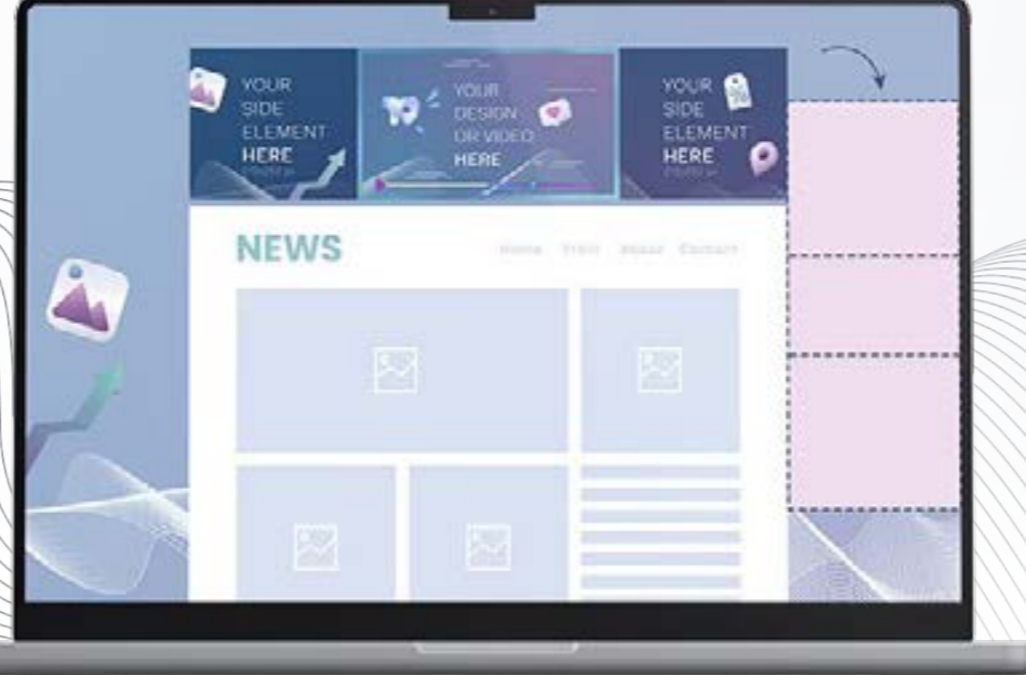 YOUR
SIDE
ELEMENT
HERE
YOUR
DESIGN
OR VIDEO
HERE
YOUR
SIDE
ELEMENT
HERE
NEWS
Home About Contact